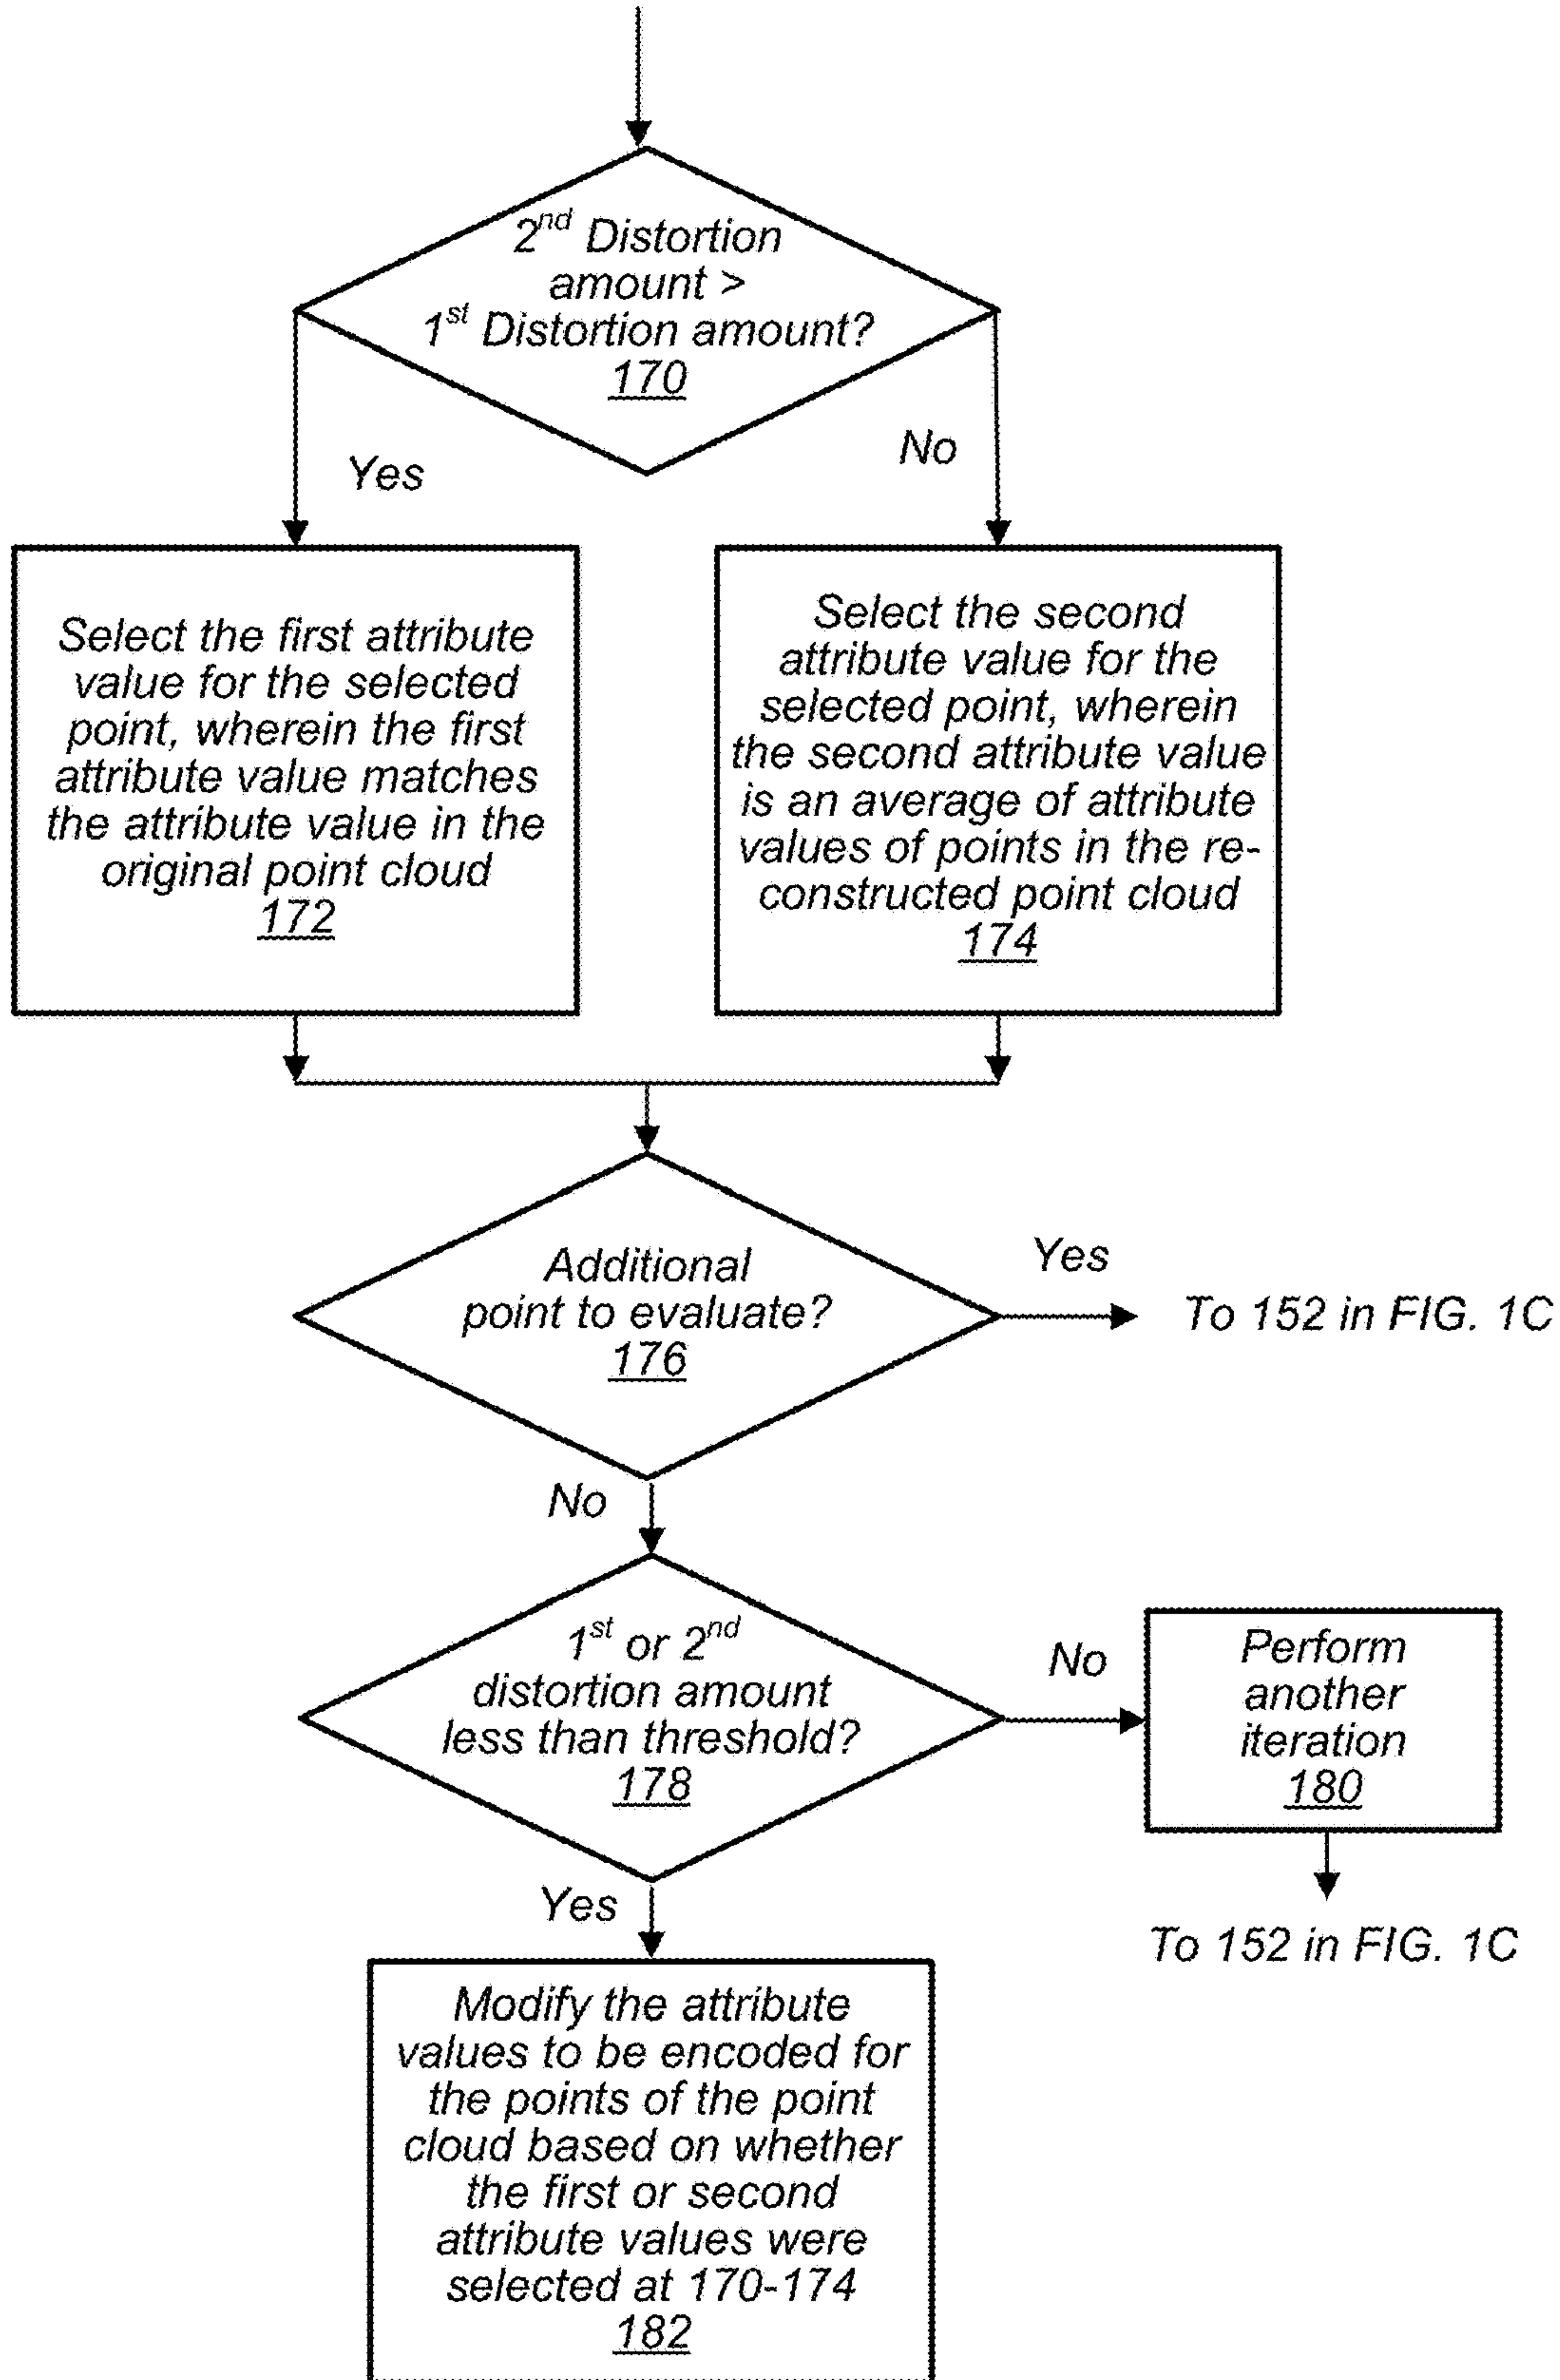 2nd Distortion
amount >
1st Distortion amount?
170
Yes
No
Select the first attribute
value for the selected
point, wherein the first
attribute value matches
the attribute value in the
original point cloud
172
Select the second
attribute value for the
selected point, wherein
the second attribute value
is an average of attribute
values of points in the re-
constructed point cloud
174
Additional
point to evaluate?
176
Yes
To 152 in FIG. 1C
No
1st or 2nd
distortion amount
less than threshold?
178
No
Perform
another
iteration
180
To 152 in FIG. 1C
Yes
Modify the attribute
values to be encoded for
the points of the point
cloud based on whether
the first or second
attribute values were
selected at 170-174
182